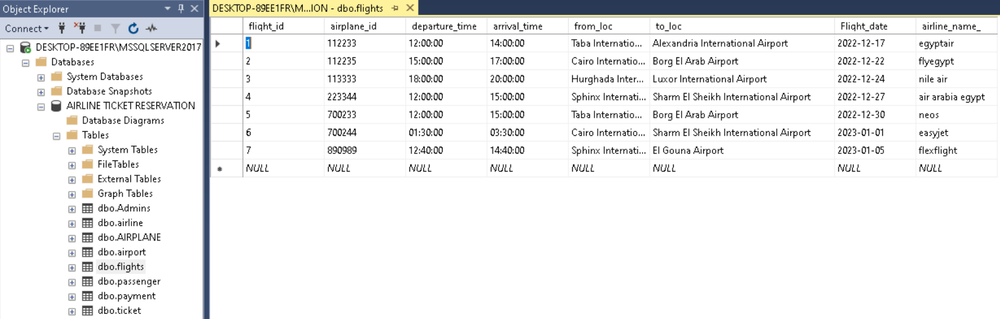 Object Explorer
Connect
DESKTOP-89EE1FR\MSSQLSERVER2017
Databases
System Databases
Database Snapshots
AIRLINE TICKET RESERVATION
Database Diagrams
Tables
System Tables
FileTables
External Tables
Graph Tables
dbo.Admins
dbo.airline
dbo.AIRPLANE
dbo.airport
dbo.flights
dbo.passenger
dbo.payment
dbo.ticket
DESKTOP-89EE1FR\M...ION - dbo.flights
flight_id airplane_id departure_time arrival_time from_loc to_loc Flight_date airline_name_
1 112233 12:00:00 14:00:00 Taba Internatio... Alexandria International Airport 2022-12-17 egyptair
2 112235 15:00:00 17:00:00 Cairo Internatio... Borg El Arab Airport 2022-12-22 flyegypt
3 113333 18:00:00 20:00:00 Hurghada Inter... Luxor International Airport 2022-12-24 nile air
4 223344 12:00:00 15:00:00 Sphinx Internati... Sharm El Sheikh International Airport 2022-12-27 air arabia egypt
5 700233 12:00:00 15:00:00 Taba Internatio... Borg El Arab Airport 2022-12-30 neos
6 700244 01:30:00 03:30:00 Cairo Internatio... Sharm El Sheikh International Airport 2023-01-01 easyjet
7 890989 12:40:00 14:40:00 Sphinx Internati... El Gouna Airport 2023-01-05 flexflight
NULL NULL NULL NULL NULL NULL NULL NULL